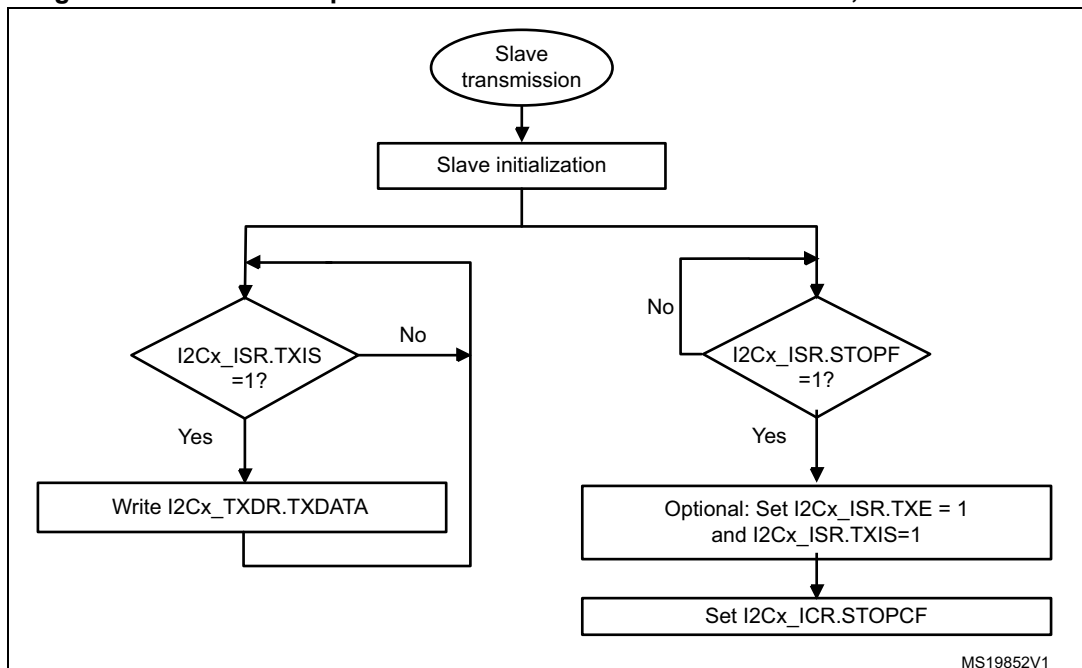 Slave
transmission
Slave initialization
I2Cx_ISR.TXIS
=1?
No
Yes
Write I2Cx_TXDR.TXDATA
No
I2Cx_ISR.STOPF
=1?
Yes
Optional: Set I2Cx_ISR.TXE = 1
and I2Cx_ISR.TXIS=1
Set I2Cx_ICR.STOPCF
MS19852V1